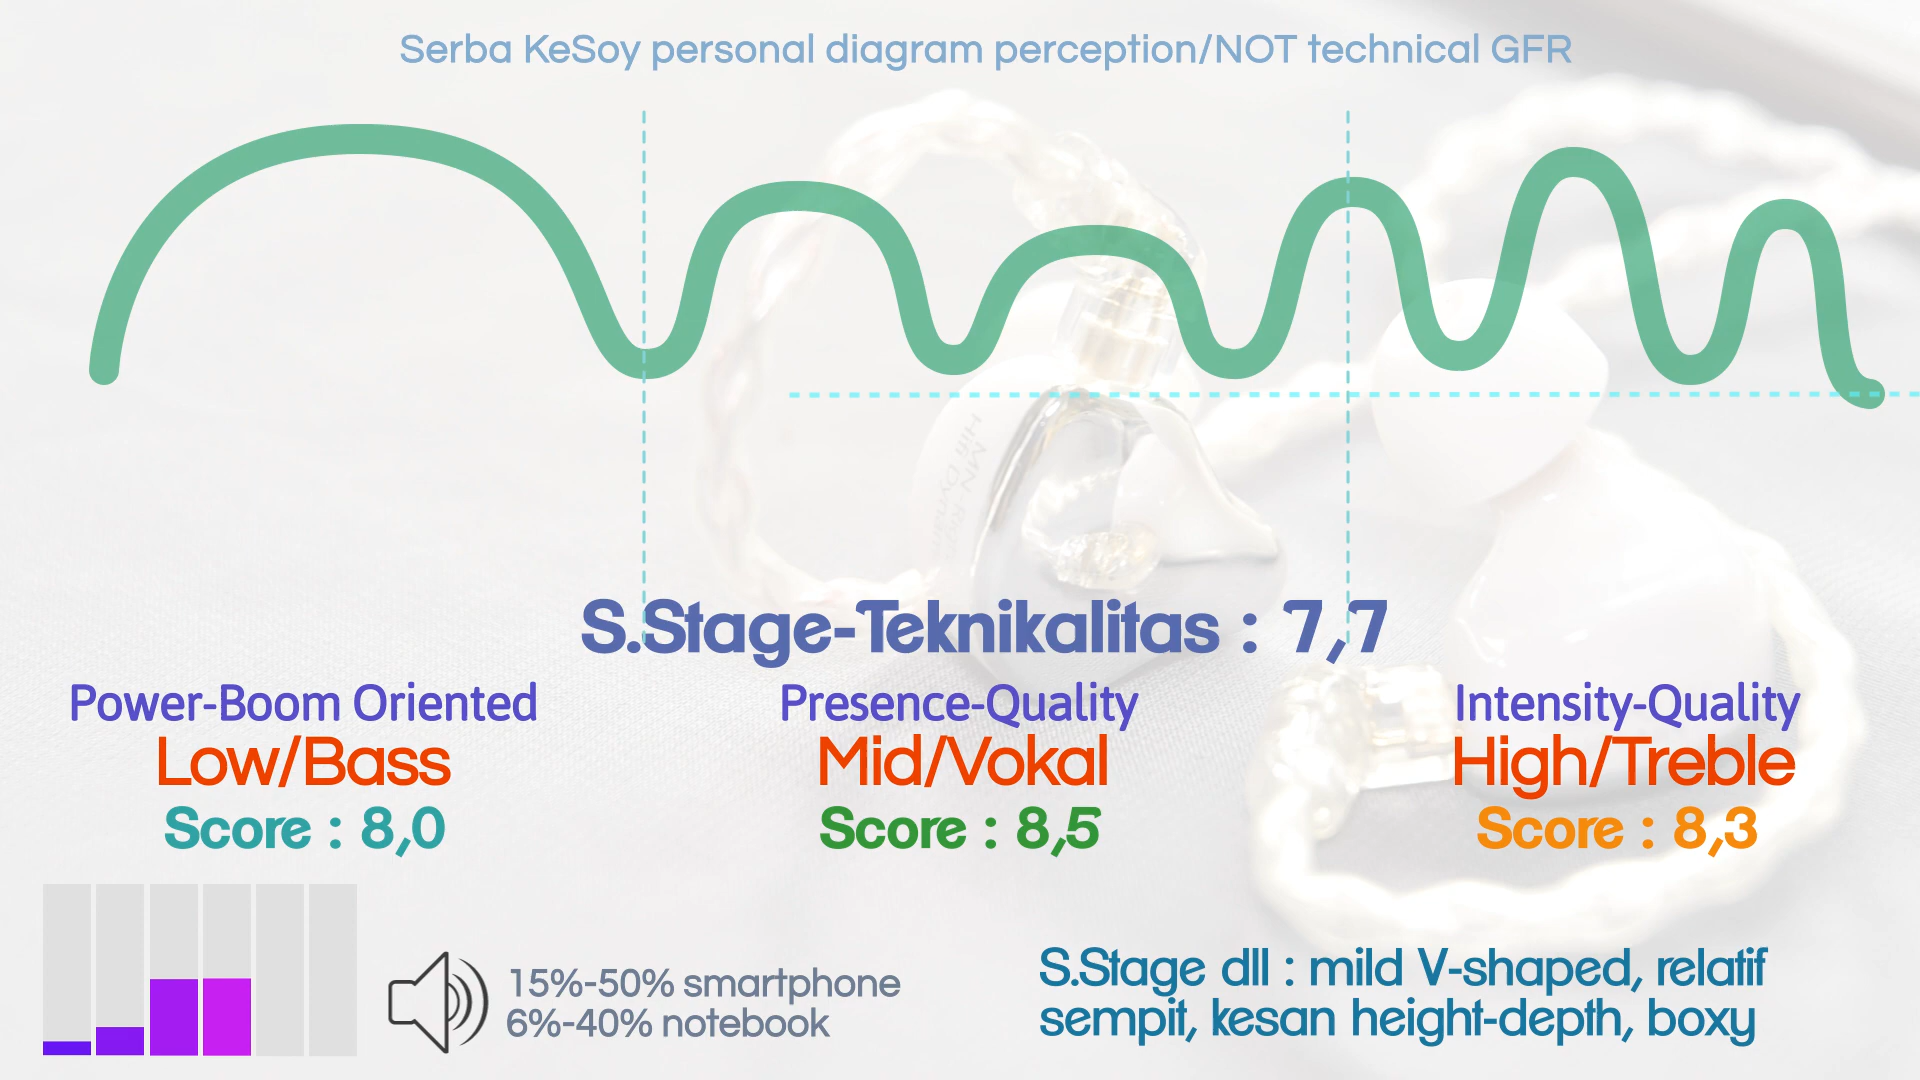 Serba KeSoy personal diagram perception/NOT technical GFR
S.Stage-Teknikalitas : 7,7
Power-Boom Oriented
Low/Bass
Score : 8,0
Presence-Quality
Mid/Vokal
Score : 8,5
Intensity-Quality
High/Treble
Score : 8,3
15%-50% smartphone
6%-40% notebook
S.Stage dll : mild V-shaped, relatif
sempit, kesan height-depth, boxy